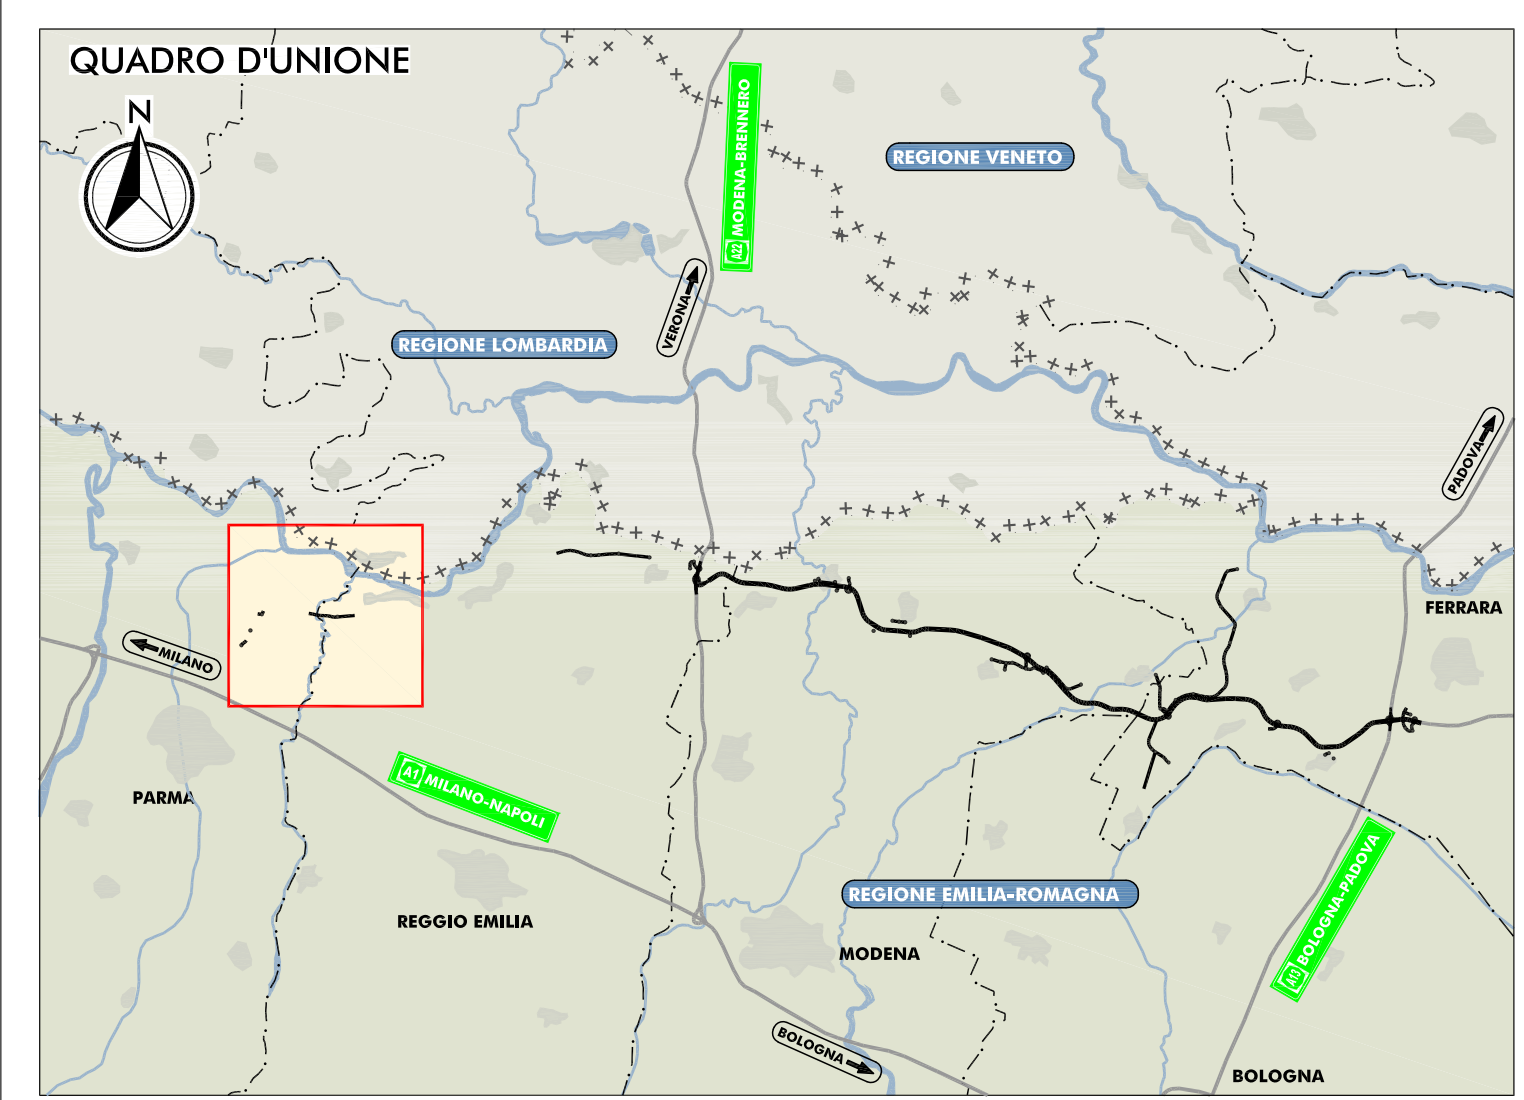 QUADRO D'UNIONE
N
A22 MODENA-BRENNERO
REGIONE VENETO
VERONA
REGIONE LOMBARDIA
PADOVA
FERRARA
MILANO
PARMA
A1 MILANO-NAPOLI
REGIONE EMILIA-ROMAGNA
A13 BOLOGNA-PADOVA
REGGIO EMILIA
MODENA
BOLOGNA
BOLOGNA